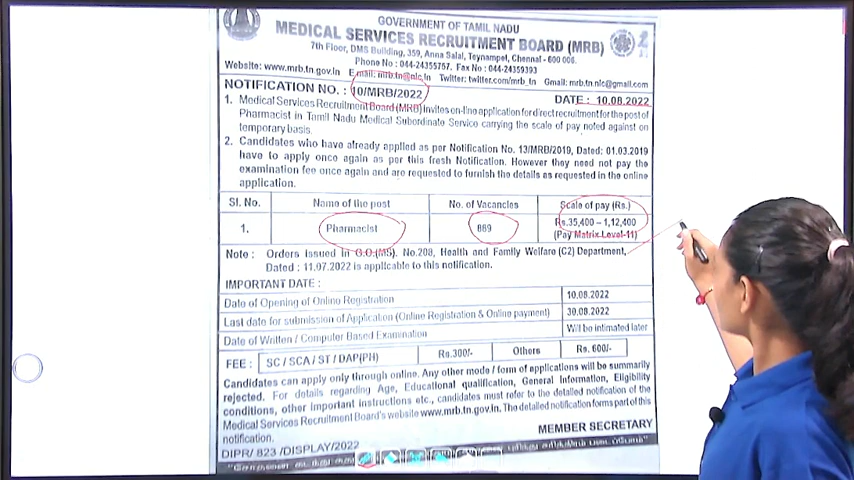 GOVERNMENT OF TAMIL NADU
MEDICAL SERVICES RECRUITMENT BOARD (MRB)
7th Floor, DMS Building, 359, Anna Salai, Teynampet, Chennai - 600 006.
Phone No : 044-24355757. Fax No : 044-24359393
Website: www.mrb.tn.gov.in E.mail: mrb.tn@nic.in Twitter: twitter.com/mrb_tn Gmail: mrb.tn.nic@gmail.com
NOTIFICATION NO. : 10/MRB/2022 DATE : 10.08.2022
1. Medical Services Recruitment Board (MRB) invites on-line application for direct recruitment for the post of
Pharmacist in Tamil Nadu Medical Subordinate Service carrying the scale of pay noted against on
temporary basis.
2. Candidates who have already applied as per Notification No. 13/MRB/2019, Dated: 01.03.2019
have to apply once again as per this fresh Notification. However they need not pay the
examination fee once again and are requested to furnish the details as requested in the online
application.
Sl. No. Name of the post No. of Vacancies Scale of pay (Rs.)
1. Pharmacist 889 Rs.35,400 – 1,12,400
(Pay Matrix Level-11)
Note : Orders issued in G.O.(MS). No.208, Health and Family Welfare (C2) Department,
Dated : 11.07.2022 is applicable to this notification.
IMPORTANT DATE :
Date of Opening of Online Registration 10.08.2022
Last date for submission of Application (Online Registration & Online payment) 30.08.2022
Date of Written / Computer Based Examination Will be intimated later
FEE : SC / SCA / ST / DAP(PH) Rs.300/- Others Rs. 600/-
Candidates can apply only through online. Any other mode / form of applications will be summarily
rejected. For details regarding Age, Educational qualification, General Information, Eligibility
conditions, other important instructions etc., candidates must refer to the detailed notification of the
Medical Services Recruitment Board's website www.mrb.tn.gov.in. The detailed notification forms part of this
notification.
MEMBER SECRETARY
DIPR/ 823 /DISPLAY/2022